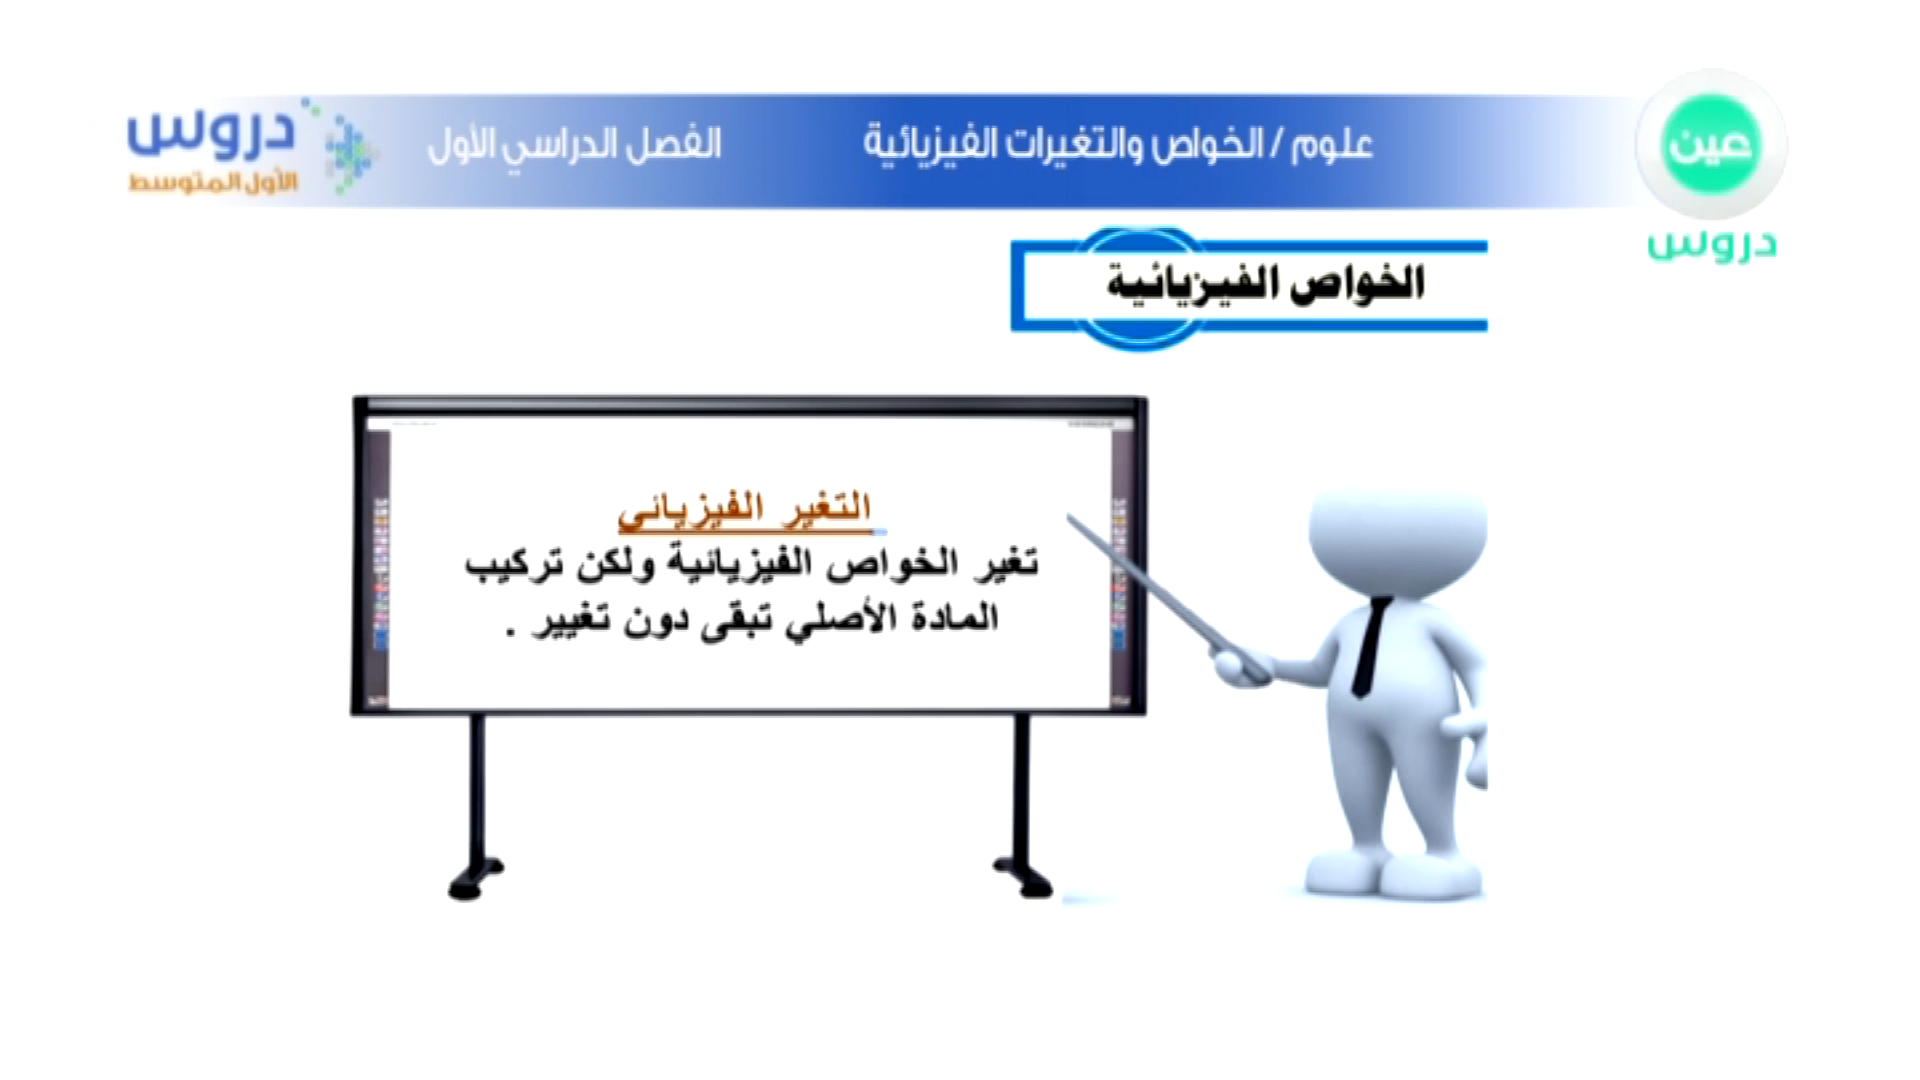 عين
دروس
علوم / الخواص والتغيرات الفيزيائية
الفصل الدراسي الأول
دروس
الأول المتوسط
الخواص الفيزيائية
التغير الفيزيائي
تغير الخواص الفيزيائية ولكن تركيب
المادة الأصلي تبقى دون تغيير .